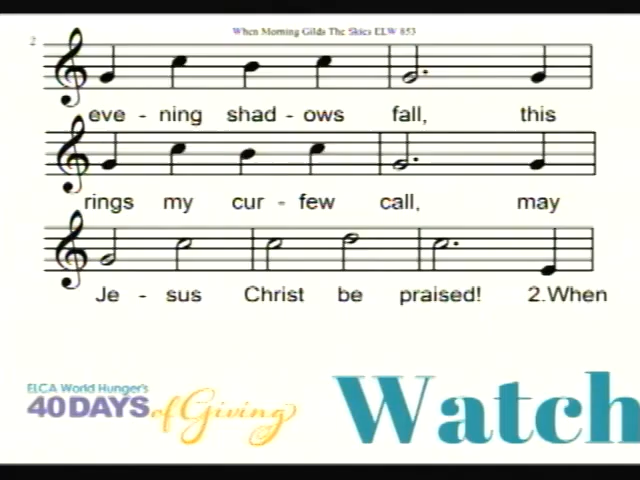 2
When Morning Gilds The Skies ELW 853
eve - ning shad - ows fall, this
rings my cur - few call, may
Je - sus Christ be praised! 2.When
ELCA World Hunger's
40 DAYS of Giving
Watch